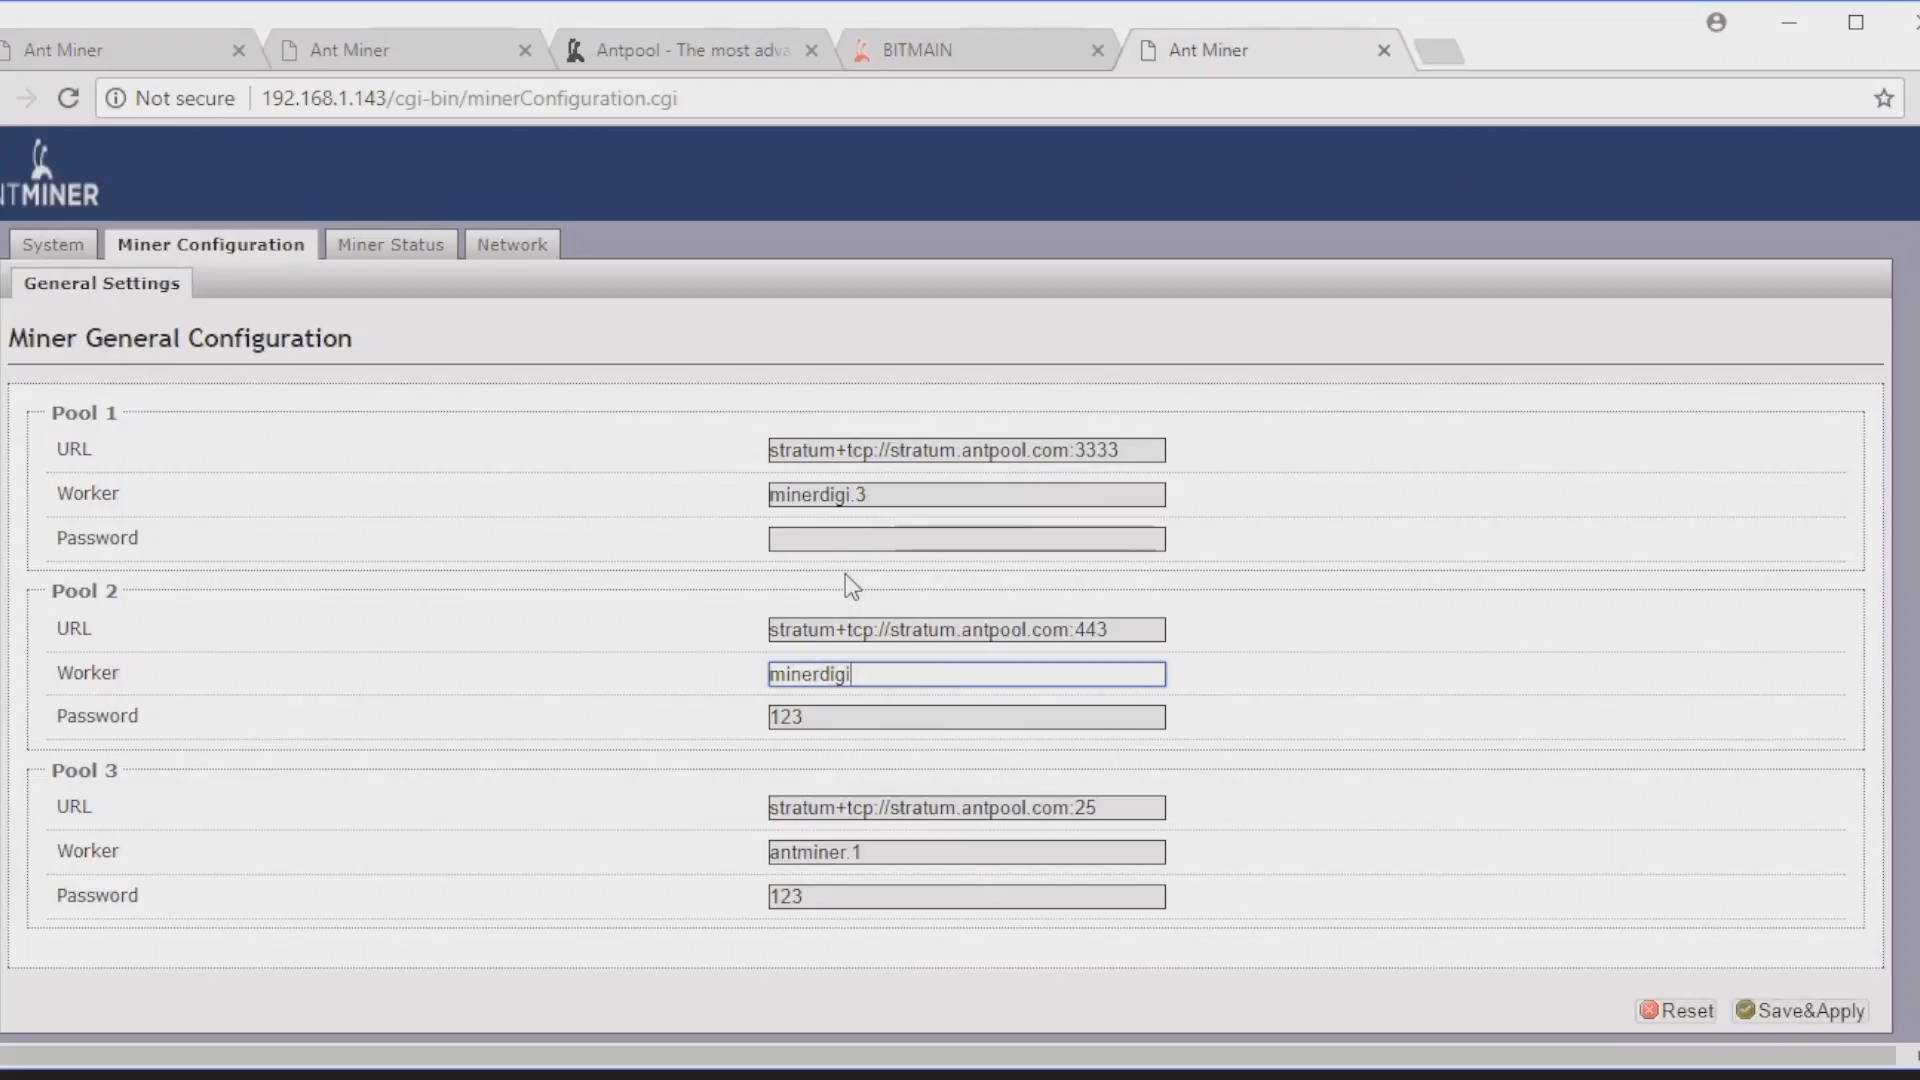 Ant Miner
Ant Miner
Antpool - The most adva
BITMAIN
Ant Miner
Not secure
192.168.1.143/cgi-bin/minerConfiguration.cgi
NTMINER
System
Miner Configuration
Miner Status
Network
General Settings
Miner General Configuration
Pool 1
URL
stratum+tcp://stratum.antpool.com:3333
Worker
minerdigi.3
Password
Pool 2
URL
stratum+tcp://stratum.antpool.com:443
Worker
minerdigi
Password
123
Pool 3
URL
stratum+tcp://stratum.antpool.com:25
Worker
antminer.1
Password
123
Reset
Save&Apply